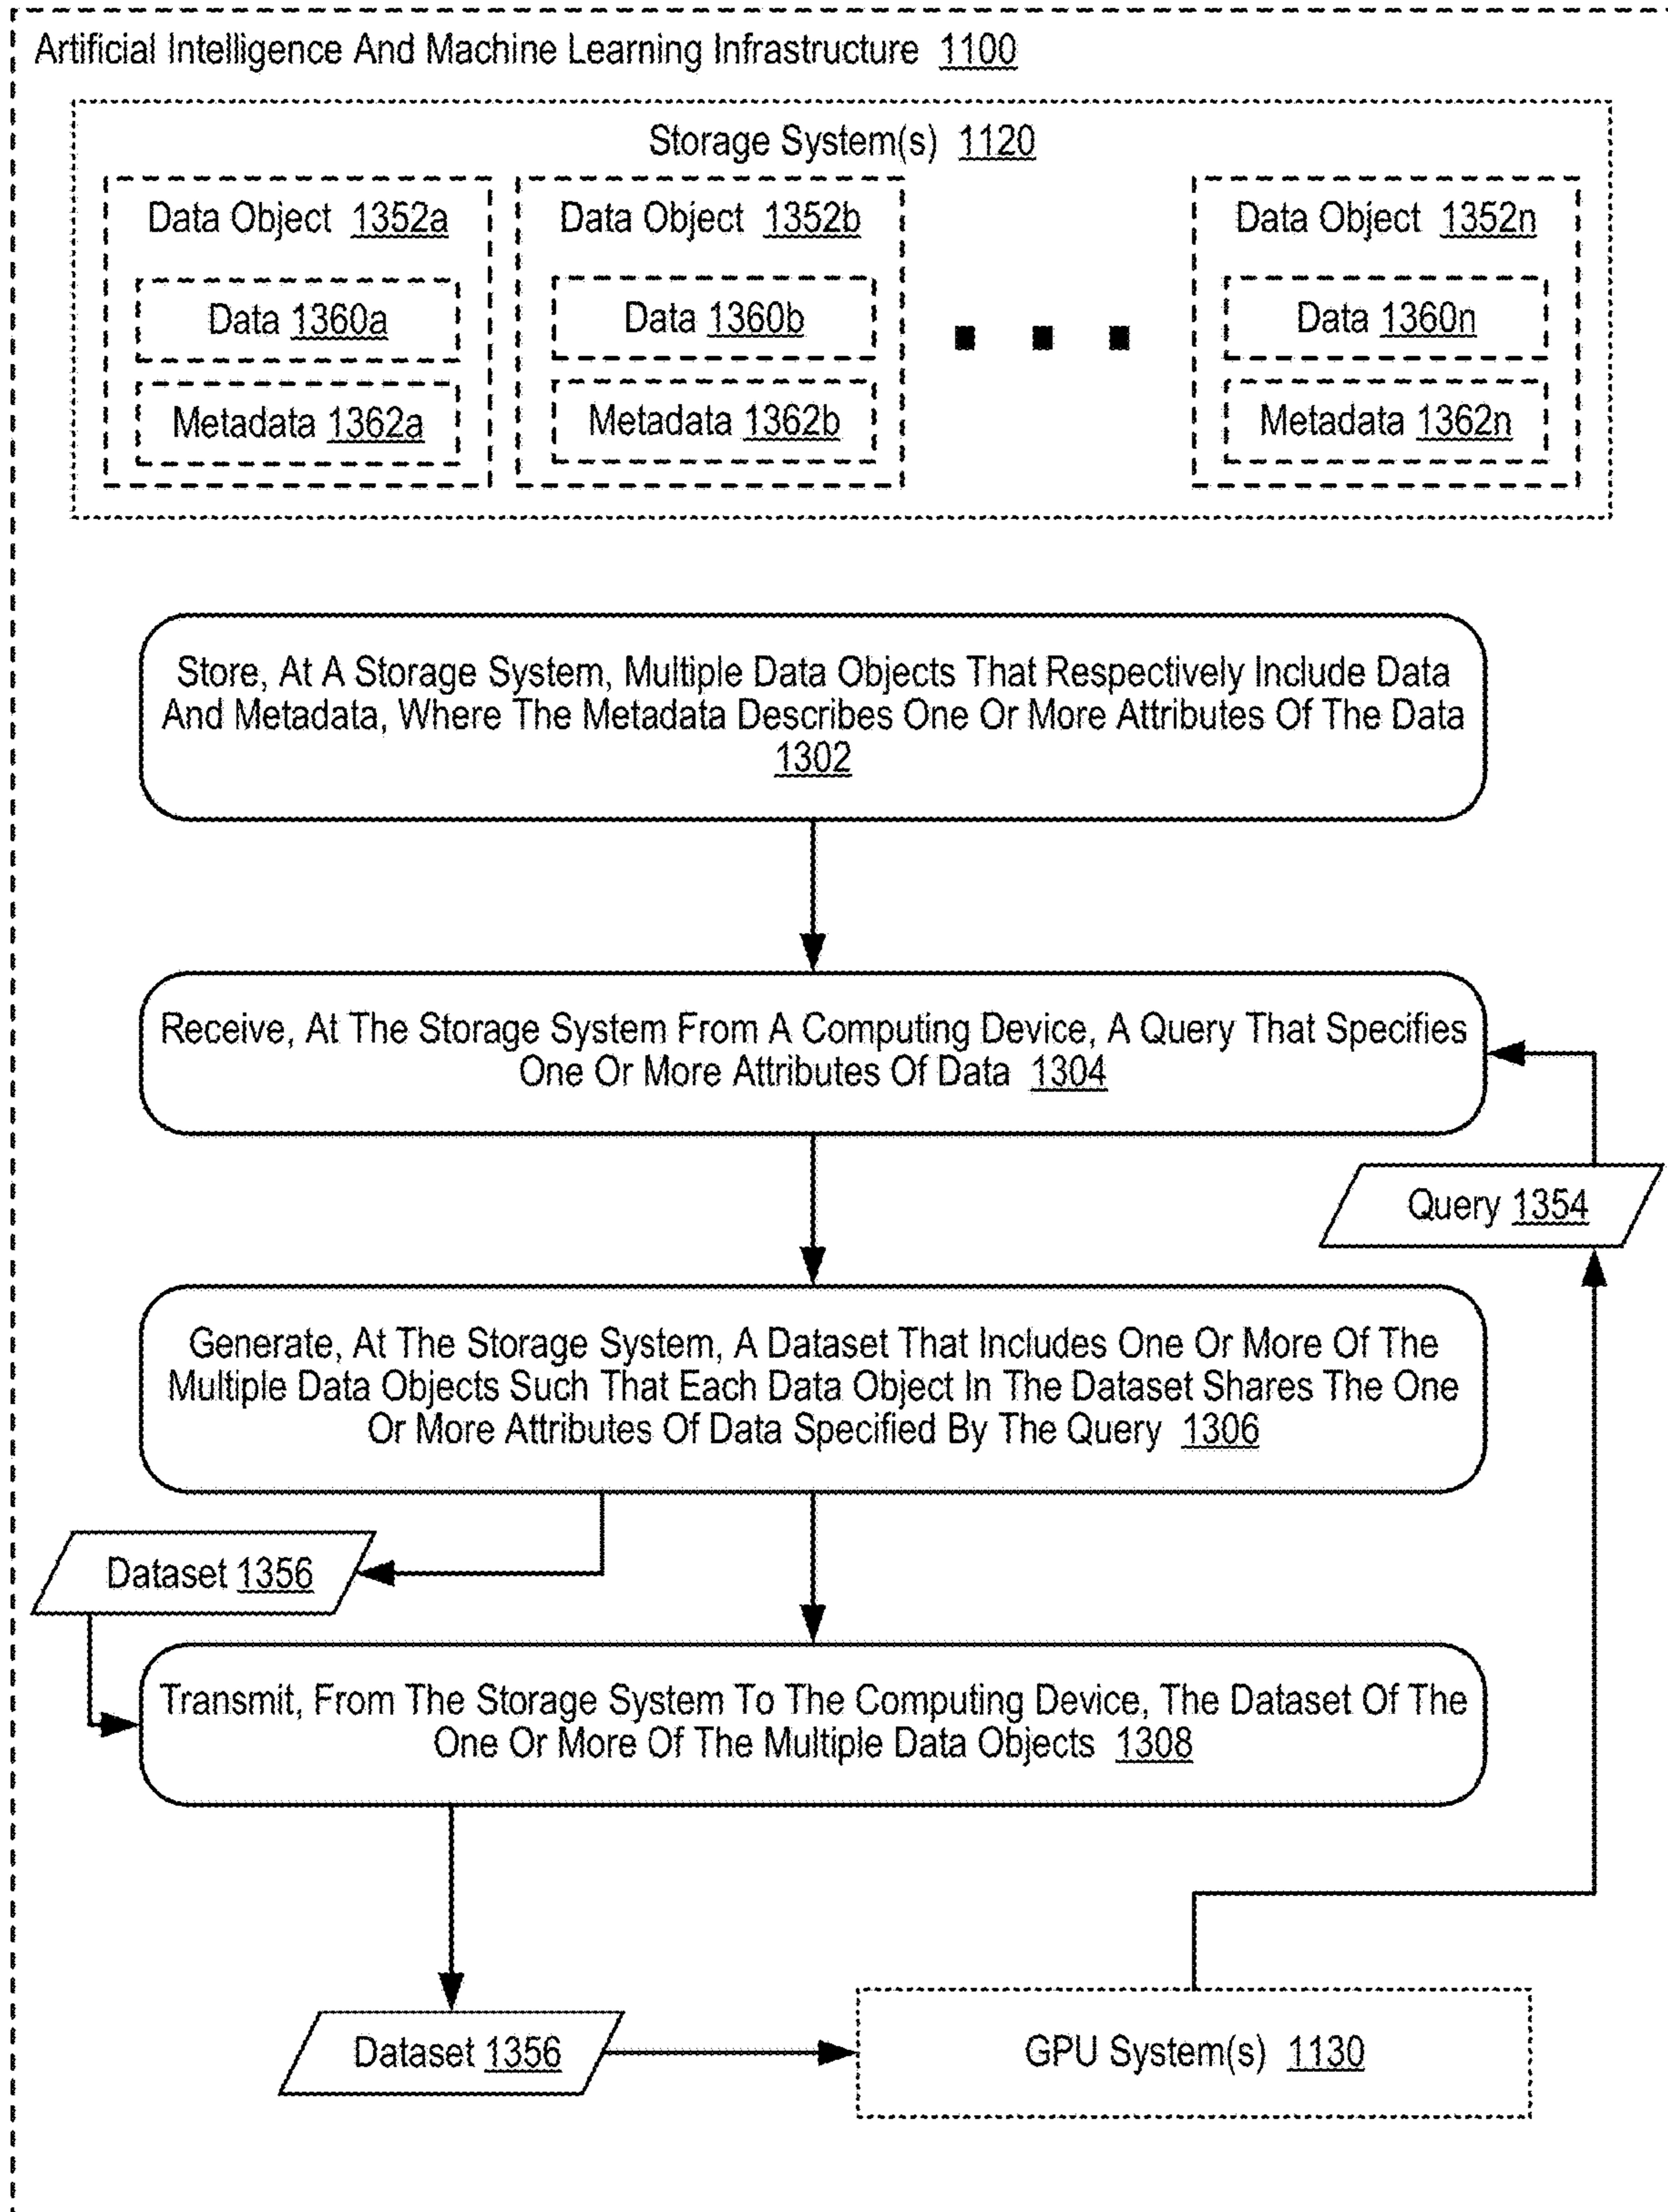 Artificial Intelligence And Machine Learning Infrastructure 1100
Storage System(s) 1120
Data Object 1352a
Data 1360a
Metadata 1362a
Data Object 1352b
Data 1360b
Metadata 1362b
Data Object 1352n
Data 1360n
Metadata 1362n
Store, At A Storage System, Multiple Data Objects That Respectively Include Data
And Metadata, Where The Metadata Describes One Or More Attributes Of The Data
1302
Receive, At The Storage System From A Computing Device, A Query That Specifies
One Or More Attributes Of Data 1304
Query 1354
Generate, At The Storage System, A Dataset That Includes One Or More Of The
Multiple Data Objects Such That Each Data Object In The Dataset Shares The One
Or More Attributes Of Data Specified By The Query 1306
Dataset 1356
Transmit, From The Storage System To The Computing Device, The Dataset Of The
One Or More Of The Multiple Data Objects 1308
Dataset 1356
GPU System(s) 1130